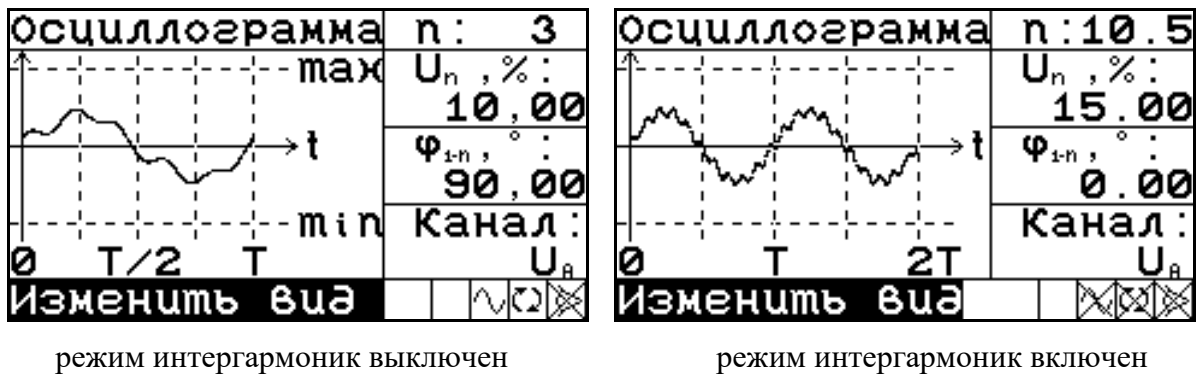 Осциллограмма
n: 3
max
Uₙ ,% :
10,00
t
φ₁₋ₙ , ° :
90,00
min
Канал:
0 T/2 T
U_A
Изменить вид
режим интергармоник выключен
Осциллограмма
n:10.5
Uₙ ,% :
15.00
t
φ₁₋ₙ , ° :
0.00
Канал:
0 T 2T
U_A
Изменить вид
режим интергармоник включен